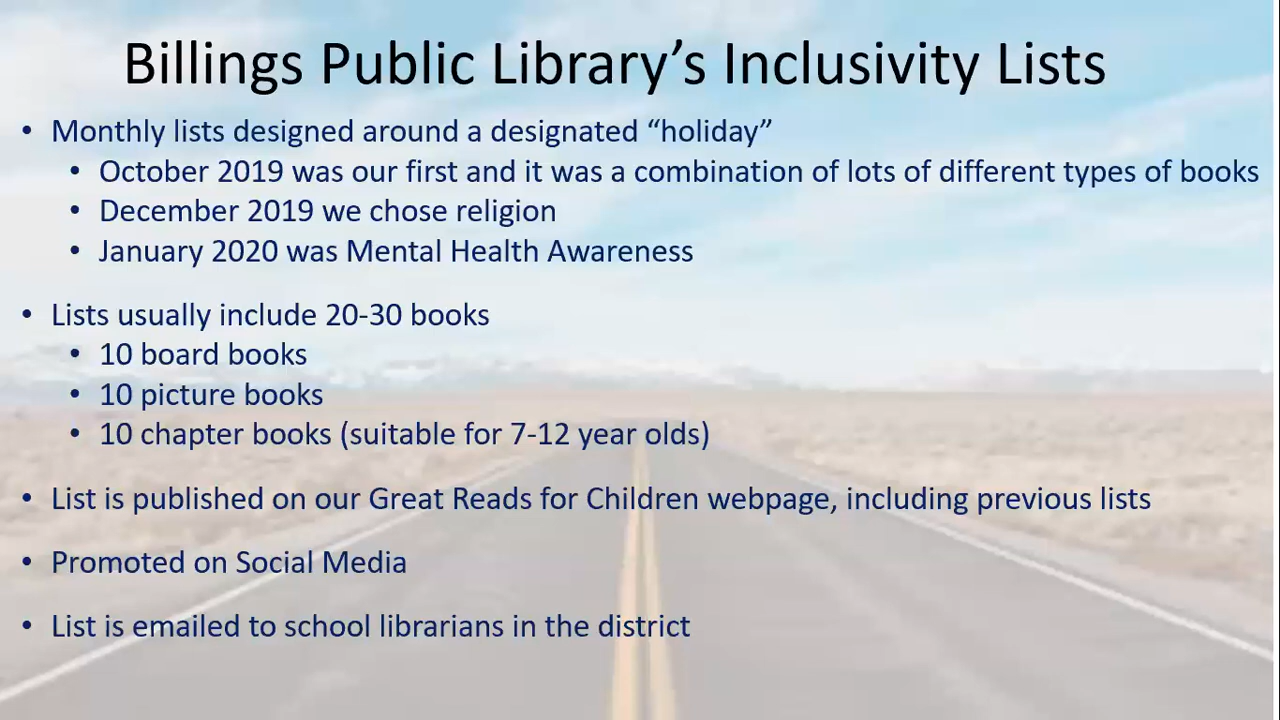 Billings Public Library’s Inclusivity Lists
• Monthly lists designed around a designated “holiday”
• October 2019 was our first and it was a combination of lots of different types of books
• December 2019 we chose religion
• January 2020 was Mental Health Awareness
• Lists usually include 20-30 books
• 10 board books
• 10 picture books
• 10 chapter books (suitable for 7-12 year olds)
• List is published on our Great Reads for Children webpage, including previous lists
• Promoted on Social Media
• List is emailed to school librarians in the district